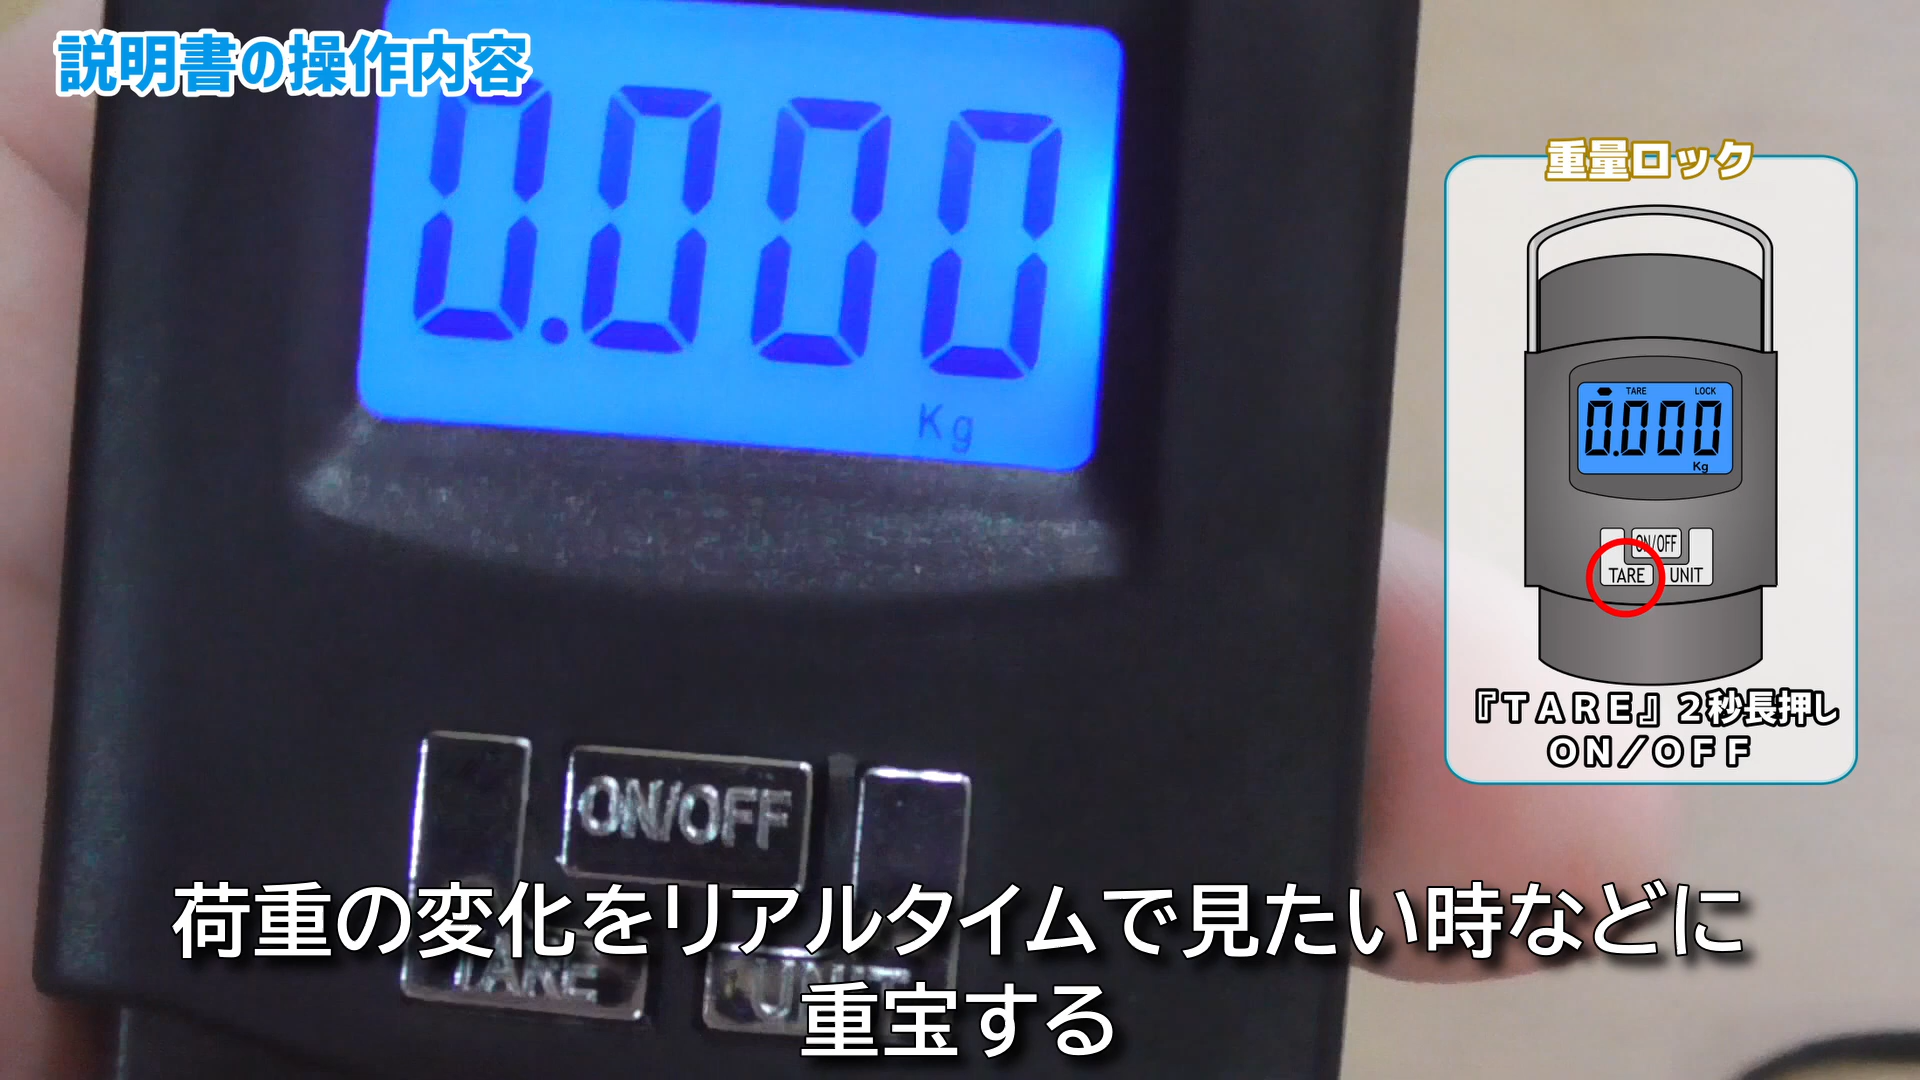 説明書の操作内容
0.000
Kg
ON/OFF
TARE
UNIT
重量ロック
TARE LOCK
0.000
Kg
ON/OFF
TARE UNIT
『TARE』2秒長押し
ON/OFF
荷重の変化をリアルタイムで見たい時などに
重宝する